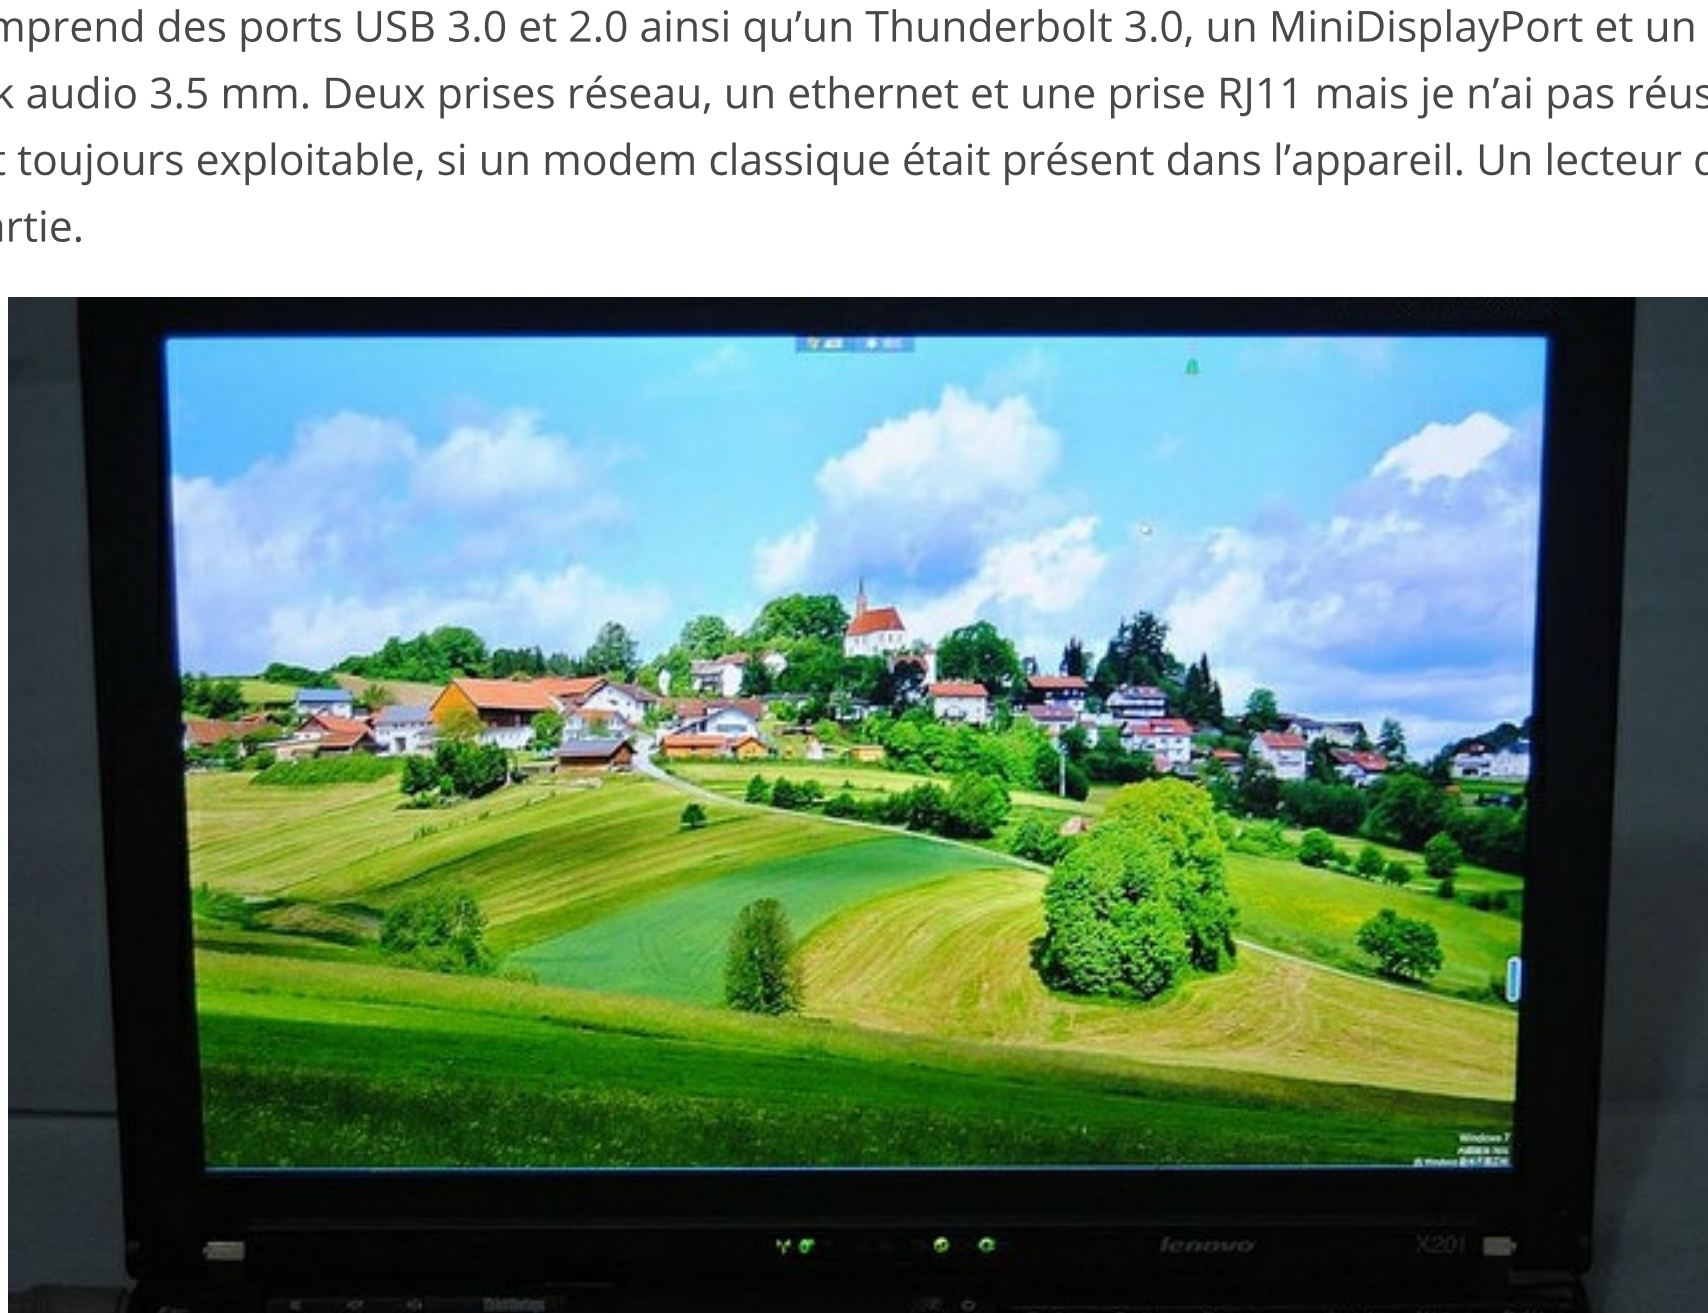 mprend des ports USB 3.0 et 2.0 ainsi qu’un Thunderbolt 3.0, un MiniDisplayPort et un
k audio 3.5 mm. Deux prises réseau, un ethernet et une prise RJ11 mais je n’ai pas réus
t toujours exploitable, si un modem classique était présent dans l’appareil. Un lecteur d
artie.
Windows 7
lenovo
X201